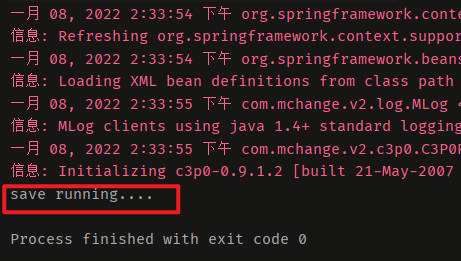 一月 08, 2022 2:33:54 下午 org.springframework.conte
信息: Refreshing org.springframework.context.suppor
一月 08, 2022 2:33:54 下午 org.springframework.beans
信息: Loading XML bean definitions from class path
一月 08, 2022 2:33:55 下午 com.mchange.v2.log.MLog <
信息: MLog clients using java 1.4+ standard logging
一月 08, 2022 2:33:55 下午 com.mchange.v2.c3p0.C3P0R
信息: Initializing c3p0-0.9.1.2 [built 21-May-2007
save running....
Process finished with exit code 0